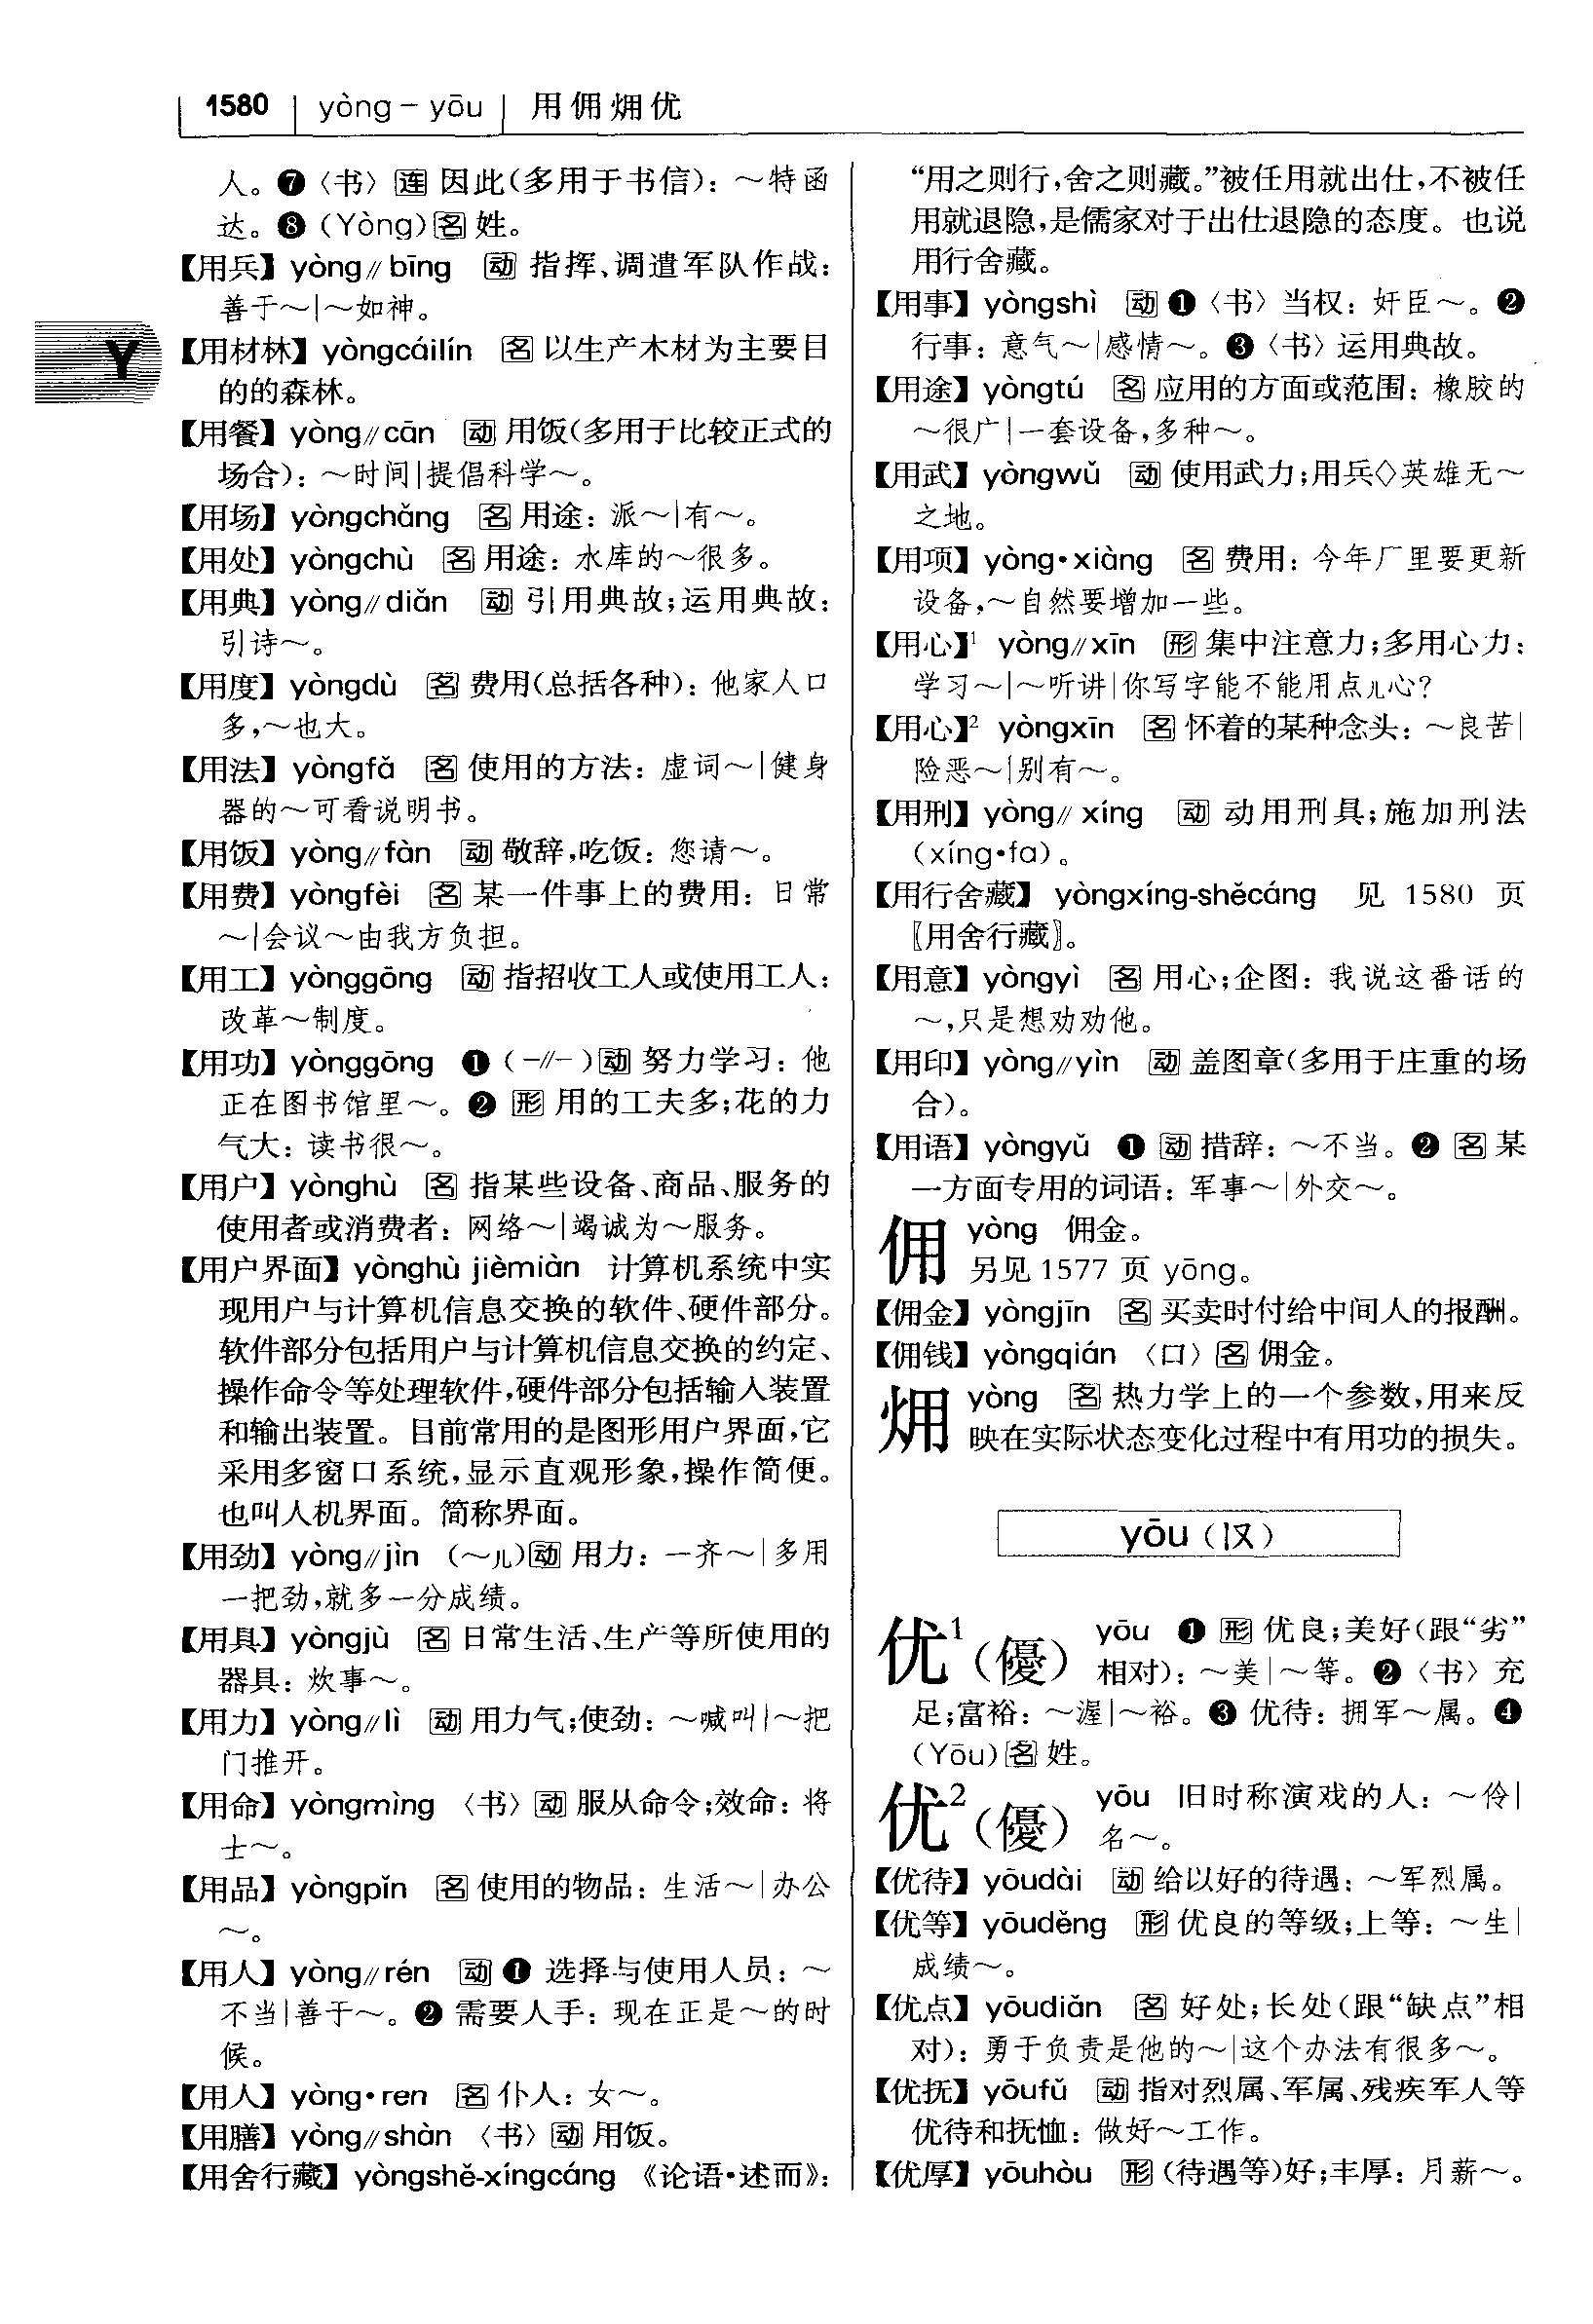 1580 yòng－yōu 用佣㶲优
人。❼〈书〉连 因此(多用于书信)：～特函
达。❽（Yòng）名 姓。
【用兵】yòng∥bīng 动 指挥、调遣军队作战：
善于～|～如神。
Y
【用材林】yòngcáilín 名 以生产木材为主要目
的的森林。
【用餐】yòng∥cān 动 用饭(多用于比较正式的
场合)：～时间|提倡科学～。
【用场】yòngchǎng 名 用途：派～|有～。
【用处】yòngchù 名 用途：水库的～很多。
【用典】yòng∥diǎn 动 引用典故;运用典故：
引诗～。
【用度】yòngdù 名 费用(总括各种)：他家人口
多,～也大。
【用法】yòngfǎ 名 使用的方法：虚词～|健身
器的～可看说明书。
【用饭】yòng∥fàn 动 敬辞,吃饭：您请～。
【用费】yòngfèi 名 某一件事上的费用：日常
～|会议～由我方负担。
【用工】yònggōng 动 指招收工人或使用工人：
改革～制度。
【用功】yònggōng ❶（－∥－）动 努力学习：他
正在图书馆里～。❷ 形 用的工夫多;花的力
气大：读书很～。
【用户】yònghù 名 指某些设备、商品、服务的
使用者或消费者：网络～|竭诚为～服务。
【用户界面】yònghù jièmiàn 计算机系统中实
现用户与计算机信息交换的软件、硬件部分。
软件部分包括用户与计算机信息交换的约定、
操作命令等处理软件,硬件部分包括输入装置
和输出装置。目前常用的是图形用户界面,它
采用多窗口系统,显示直观形象,操作简便。
也叫人机界面。简称界面。
【用劲】yòng∥jìn （～儿）动 用力：一齐～|多用
一把劲,就多一分成绩。
【用具】yòngjù 名 日常生活、生产等所使用的
器具：炊事～。
【用力】yòng∥lì 动 用力气;使劲：～喊叫|～把
门推开。
【用命】yòngmìng 〈书〉动 服从命令;效命：将
士～。
【用品】yòngpǐn 名 使用的物品：生活～|办公
～。
【用人】yòng∥rén 动 ❶ 选择与使用人员：～
不当|善于～。❷ 需要人手：现在正是～的时
候。
【用人】yòng•ren 名 仆人：女～。
【用膳】yòng∥shàn 〈书〉动 用饭。
【用舍行藏】yòngshě-xíngcáng 《论语•述而》：
“用之则行,舍之则藏。”被任用就出仕,不被任
用就退隐,是儒家对于出仕退隐的态度。也说
用行舍藏。
【用事】yòngshì 动 ❶〈书〉当权：奸臣～。❷
行事：意气～|感情～。❸〈书〉运用典故。
【用途】yòngtú 名 应用的方面或范围：橡胶的
～很广|一套设备,多种～。
【用武】yòngwǔ 动 使用武力;用兵◇英雄无～
之地。
【用项】yòng•xiàng 名 费用：今年厂里要更新
设备,～自然要增加一些。
【用心】¹ yòng∥xīn 形 集中注意力;多用心力：
学习～|～听讲|你写字能不能用点儿心？
【用心】² yòngxīn 名 怀着的某种念头：～良苦|
险恶～|别有～。
【用刑】yòng∥xíng 动 动用刑具;施加刑法
（xíng•fa）。
【用行舍藏】yòngxíng-shěcáng 见 1580 页
〖用舍行藏〗。
【用意】yòngyì 名 用心;企图：我说这番话的
～,只是想劝劝他。
【用印】yòng∥yìn 动 盖图章(多用于庄重的场
合)。
【用语】yòngyǔ ❶ 动 措辞：～不当。❷ 名 某
一方面专用的词语：军事～|外交～。
佣 yòng 佣金。
另见 1577 页 yōng。
【佣金】yòngjīn 名 买卖时付给中间人的报酬。
【佣钱】yòngqián 〈口〉名 佣金。
㶲 yòng 名 热力学上的一个参数,用来反
映在实际状态变化过程中有用功的损失。
yōu（ㄧㄡ）
优¹（優） yōu ❶ 形 优良;美好(跟“劣”
相对)：～美|～等。❷〈书〉充
足;富裕：～渥|～裕。❸ 优待：拥军～属。❹
（Yōu）名 姓。
优²（優） yōu 旧时称演戏的人：～伶|
名～。
【优待】yōudài 动 给以好的待遇：～军烈属。
【优等】yōuděng 形 优良的等级;上等：～生|
成绩～。
【优点】yōudiǎn 名 好处;长处(跟“缺点”相
对)：勇于负责是他的～|这个办法有很多～。
【优抚】yōufǔ 动 指对烈属、军属、残疾军人等
优待和抚恤：做好～工作。
【优厚】yōuhòu 形 (待遇等)好;丰厚：月薪～。